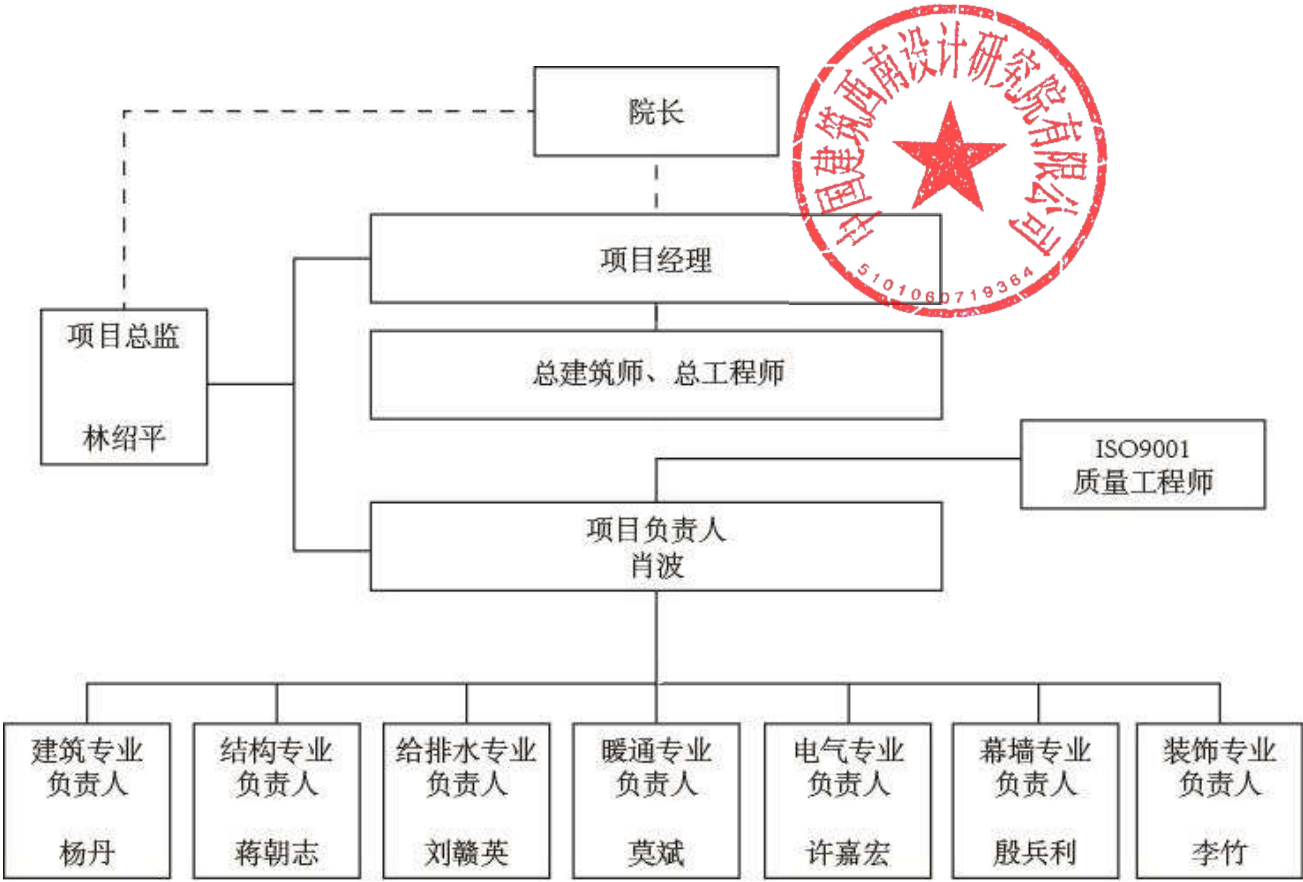 院长
中国建筑西南设计研究院有限公司
5101060719364
项目经理
项目总监
林绍平
总建筑师、总工程师
ISO9001
质量工程师
项目负责人
肖波
建筑专业
负责人
杨丹
结构专业
负责人
蒋朝志
给排水专业
负责人
刘赣英
暖通专业
负责人
莫斌
电气专业
负责人
许嘉宏
幕墙专业
负责人
殷兵利
装饰专业
负责人
李竹